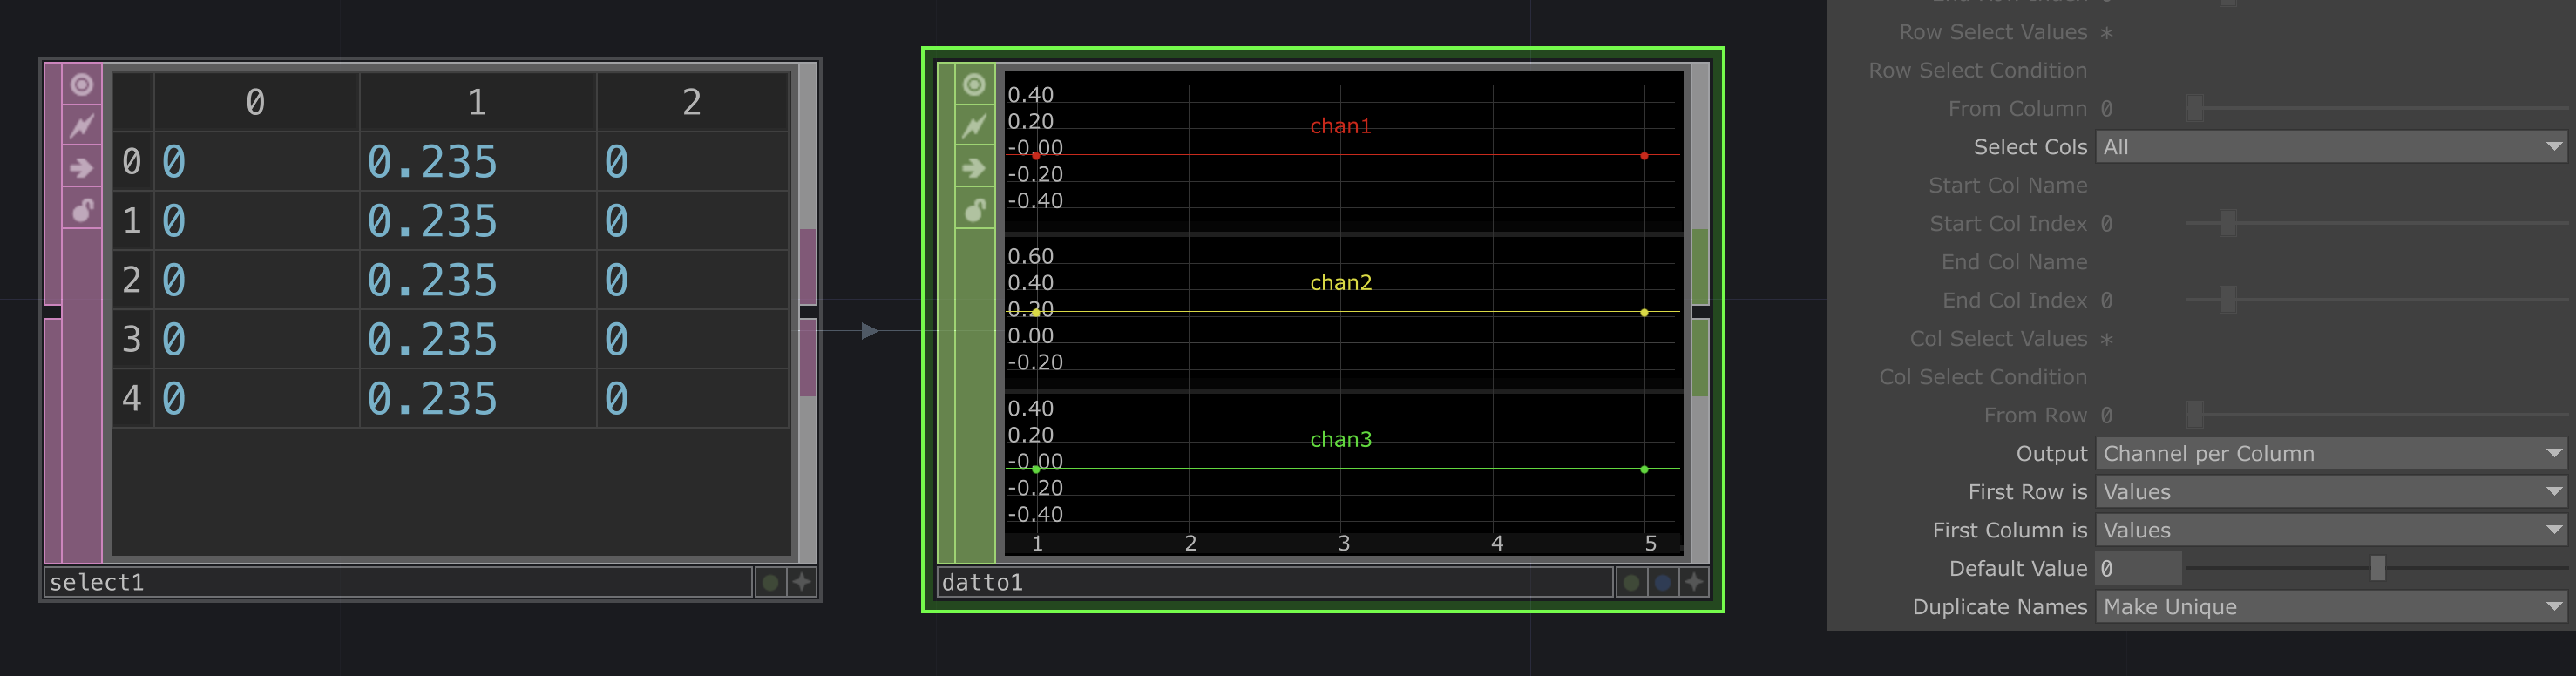 0 1 2
0 0 0.235 0
1 0 0.235 0
2 0 0.235 0
3 0 0.235 0
4 0 0.235 0
select1
0.40
0.20
-0.00
-0.20
-0.40
chan1
0.60
0.40
0.20
0.00
-0.20
chan2
0.40
0.20
-0.00
-0.20
-0.40
chan3
1 2 3 4 5
datto1
End Row Index 0
Row Select Values *
Row Select Condition
From Column 0
Select Cols All
Start Col Name
Start Col Index 0
End Col Name
End Col Index 0
Col Select Values *
Col Select Condition
From Row 0
Output Channel per Column
First Row is Values
First Column is Values
Default Value 0
Duplicate Names Make Unique